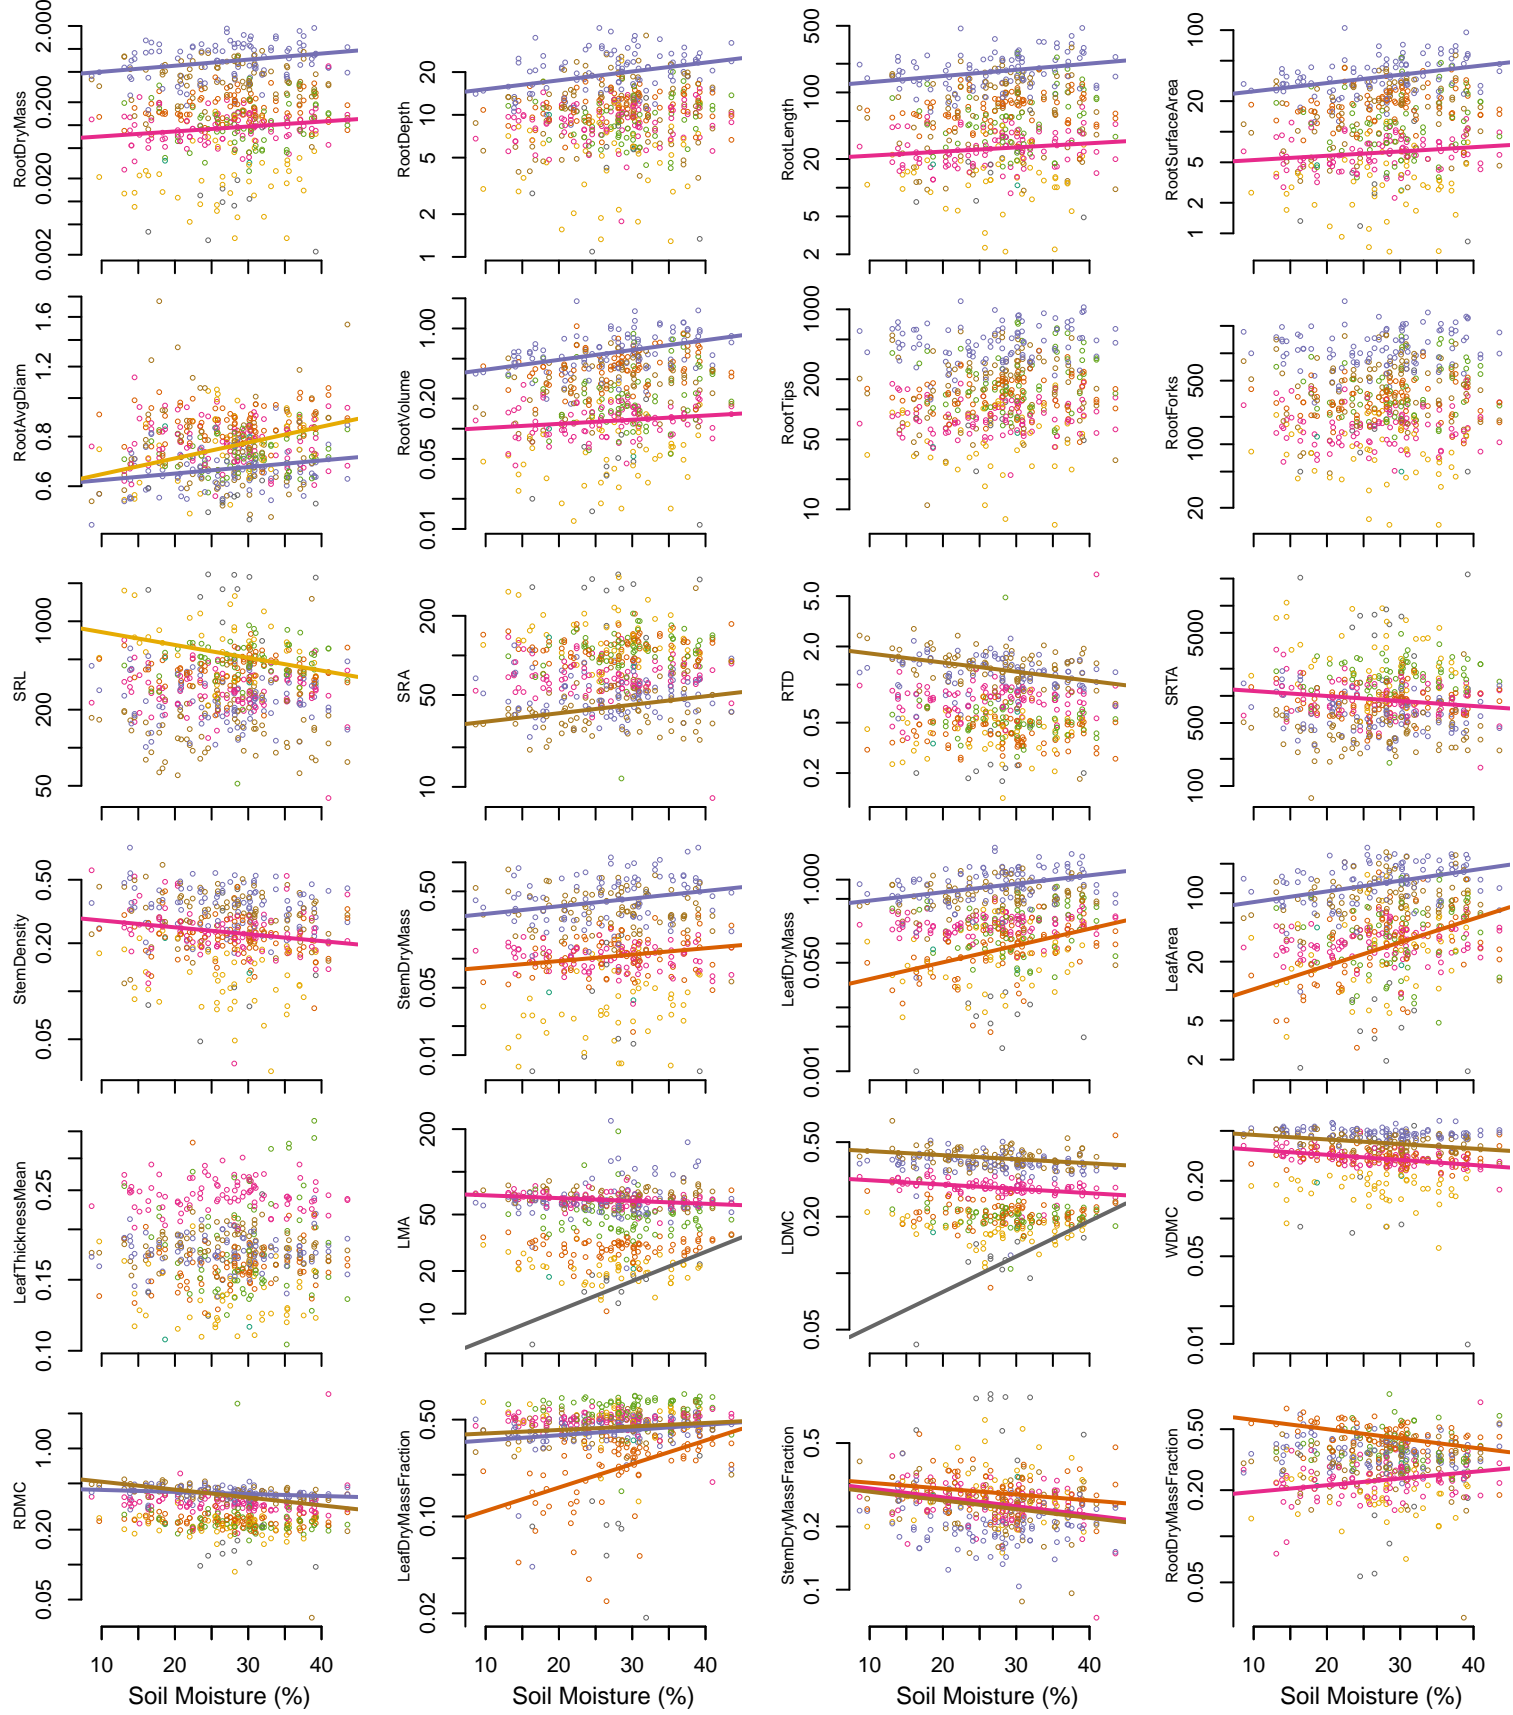 RootDryMass
2.000
0.200
0.020
0.002
RootDepth
20
10
5
2
1
RootLength
500
100
50
20
5
2
RootSurfaceArea
100
20
5
2
1
RootAvgDiam
1.6
1.2
0.8
0.6
RootVolume
1.00
0.20
0.05
0.01
RootTips
1000
200
50
10
RootForks
500
100
20
SRL
1000
200
50
SRA
200
50
10
RTD
5.0
2.0
0.5
0.2
SRTA
5000
500
100
StemDensity
0.50
0.20
0.05
StemDryMass
0.50
0.05
0.01
LeafDryMass
1.000
0.050
0.001
LeafArea
100
20
5
2
LeafThicknessMean
0.25
0.15
0.10
LMA
200
50
20
10
LDMC
0.50
0.20
0.05
WDMC
0.20
0.05
0.01
RDMC
1.00
0.20
0.05
LeafDryMassFraction
0.50
0.10
0.02
StemDryMassFraction
0.5
0.2
0.1
RootDryMassFraction
0.50
0.20
0.05
10 20 30 40
10 20 30 40
10 20 30 40
10 20 30 40
Soil Moisture (%)
Soil Moisture (%)
Soil Moisture (%)
Soil Moisture (%)